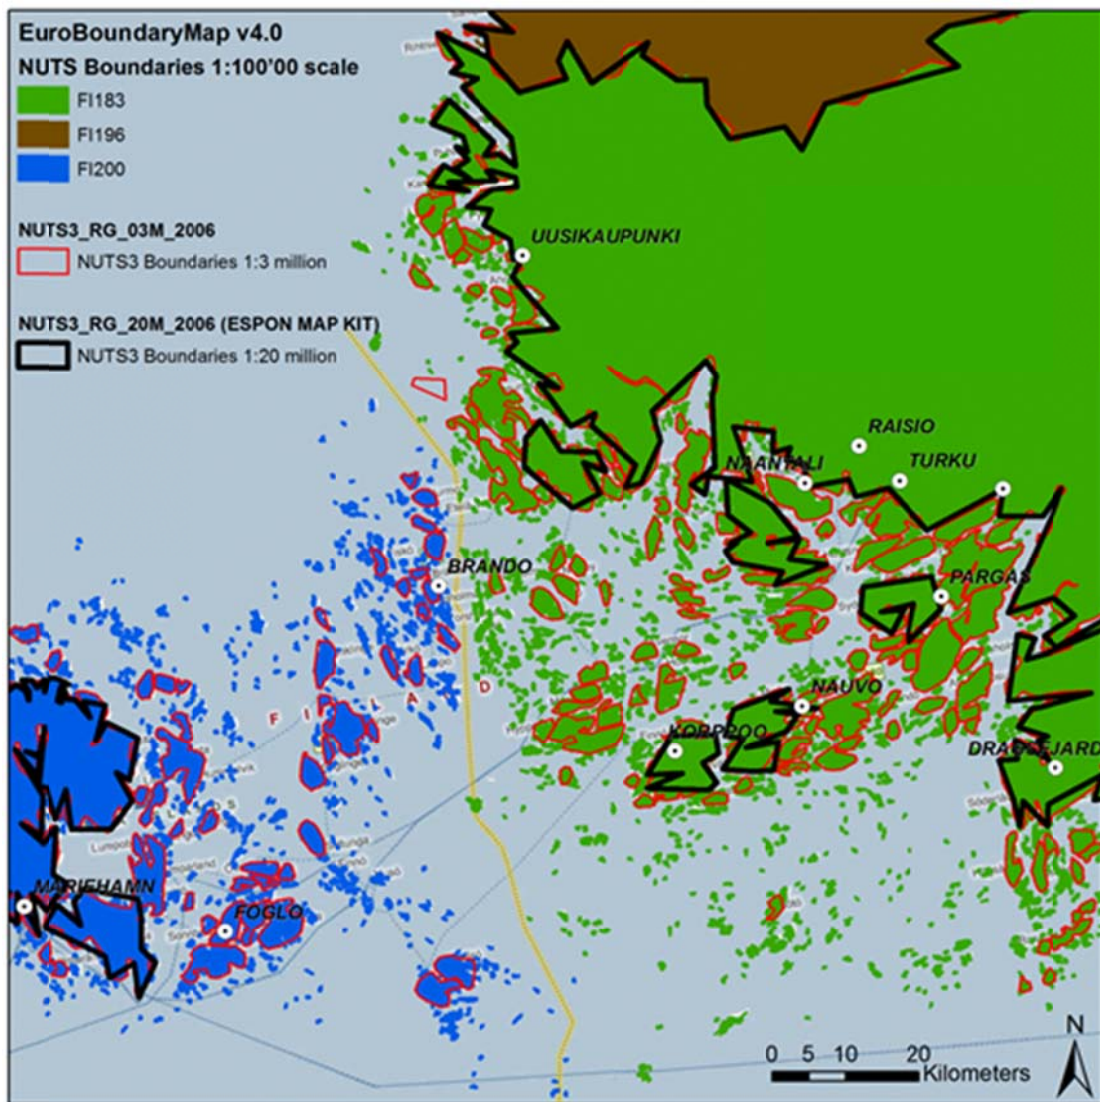 EuroBoundaryMap v4.0
NUTS Boundaries 1:100'00 scale
FI183
FI196
FI200
NUTS3_RG_03M_2006
NUTS3 Boundaries 1:3 million
NUTS3_RG_20M_2006 (ESPON MAP KIT)
NUTS3 Boundaries 1:20 million
UUSIKAUPUNKI
RAISIO
NAANTALI
TURKU
BRANDO
PARGAS
NAUVO
KORPPOO
DRAGSFJARD
MARIEHAMN
FOGLO
N
0 5 10 20
Kilometers